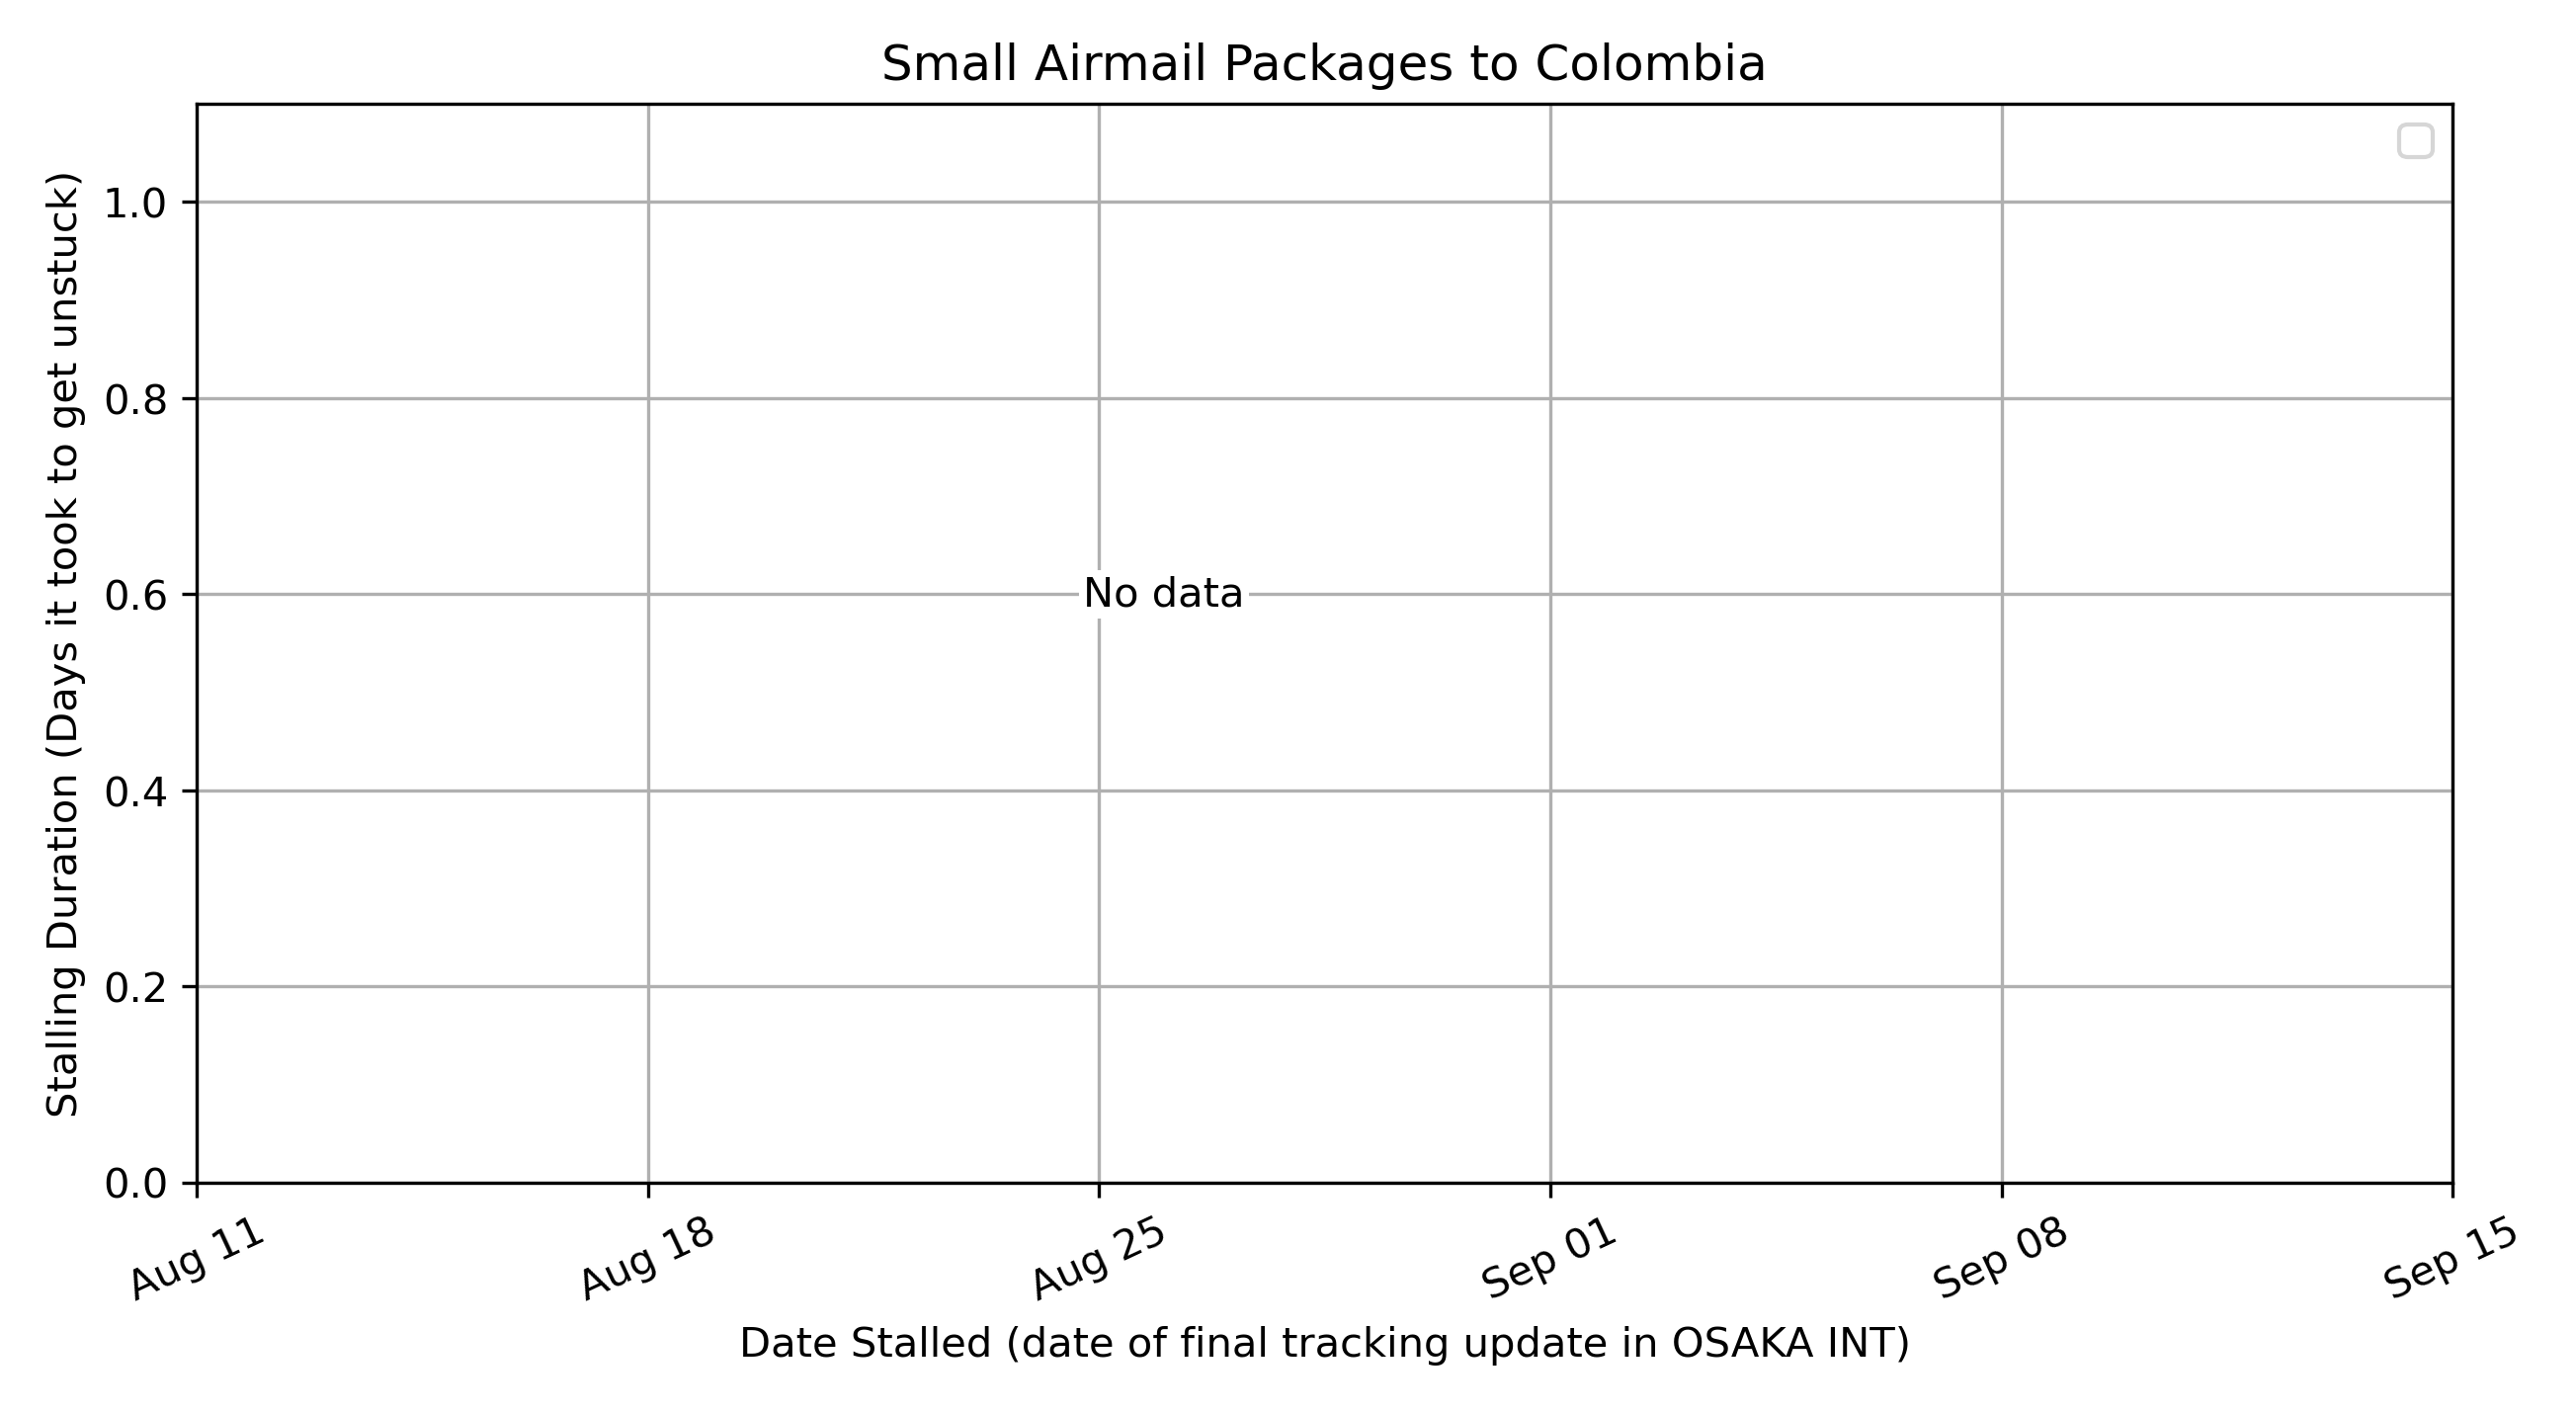 Small Airmail Packages to Colombia
Stalling Duration (Days it took to get unstuck)
1.0
0.8
0.6
0.4
0.2
0.0
No data
Aug 11
Aug 18
Aug 25
Sep 01
Sep 08
Sep 15
Date Stalled (date of final tracking update in OSAKA INT)